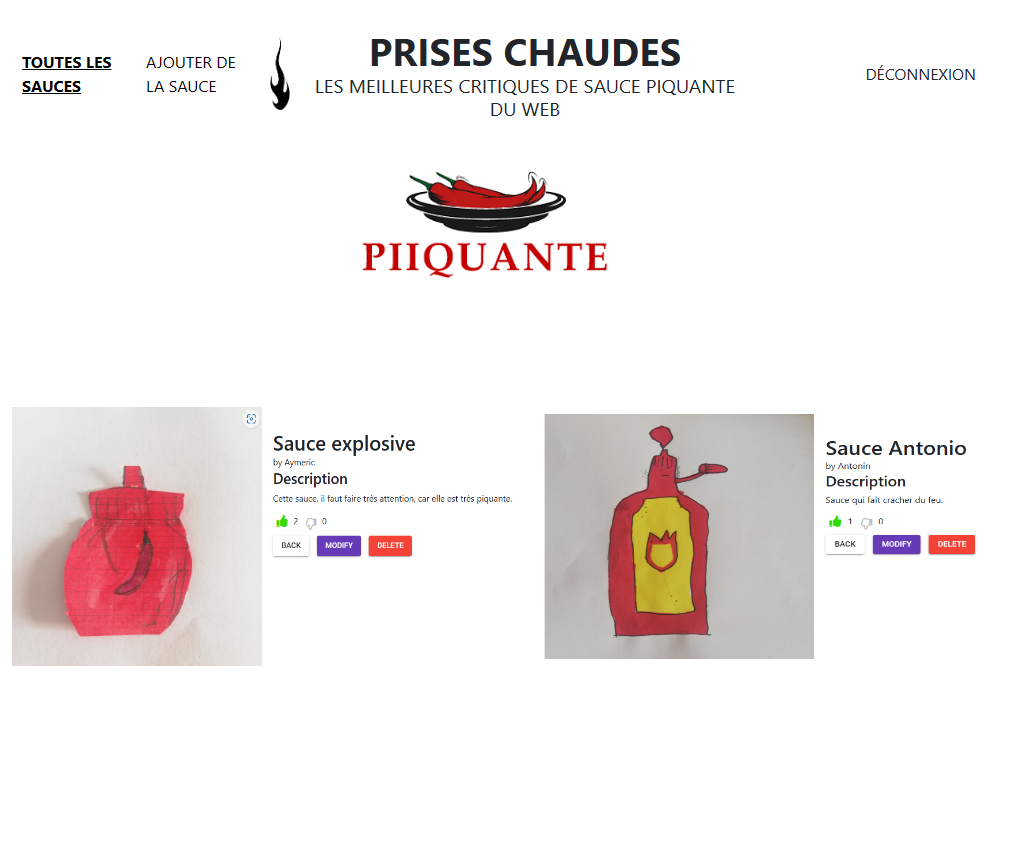 TOUTES LES
SAUCES
AJOUTER DE
LA SAUCE
PRISES CHAUDES
LES MEILLEURES CRITIQUES DE SAUCE PIQUANTE
DU WEB
DÉCONNEXION
PIIQUANTE
Sauce explosive
by Aymeric
Description
Cette sauce, il faut faire très attention, car elle est très piquante.
2 0
BACK MODIFY DELETE
Sauce Antonio
by Antonin
Description
Sauce qui fait cracher du feu.
1 0
BACK MODIFY DELETE